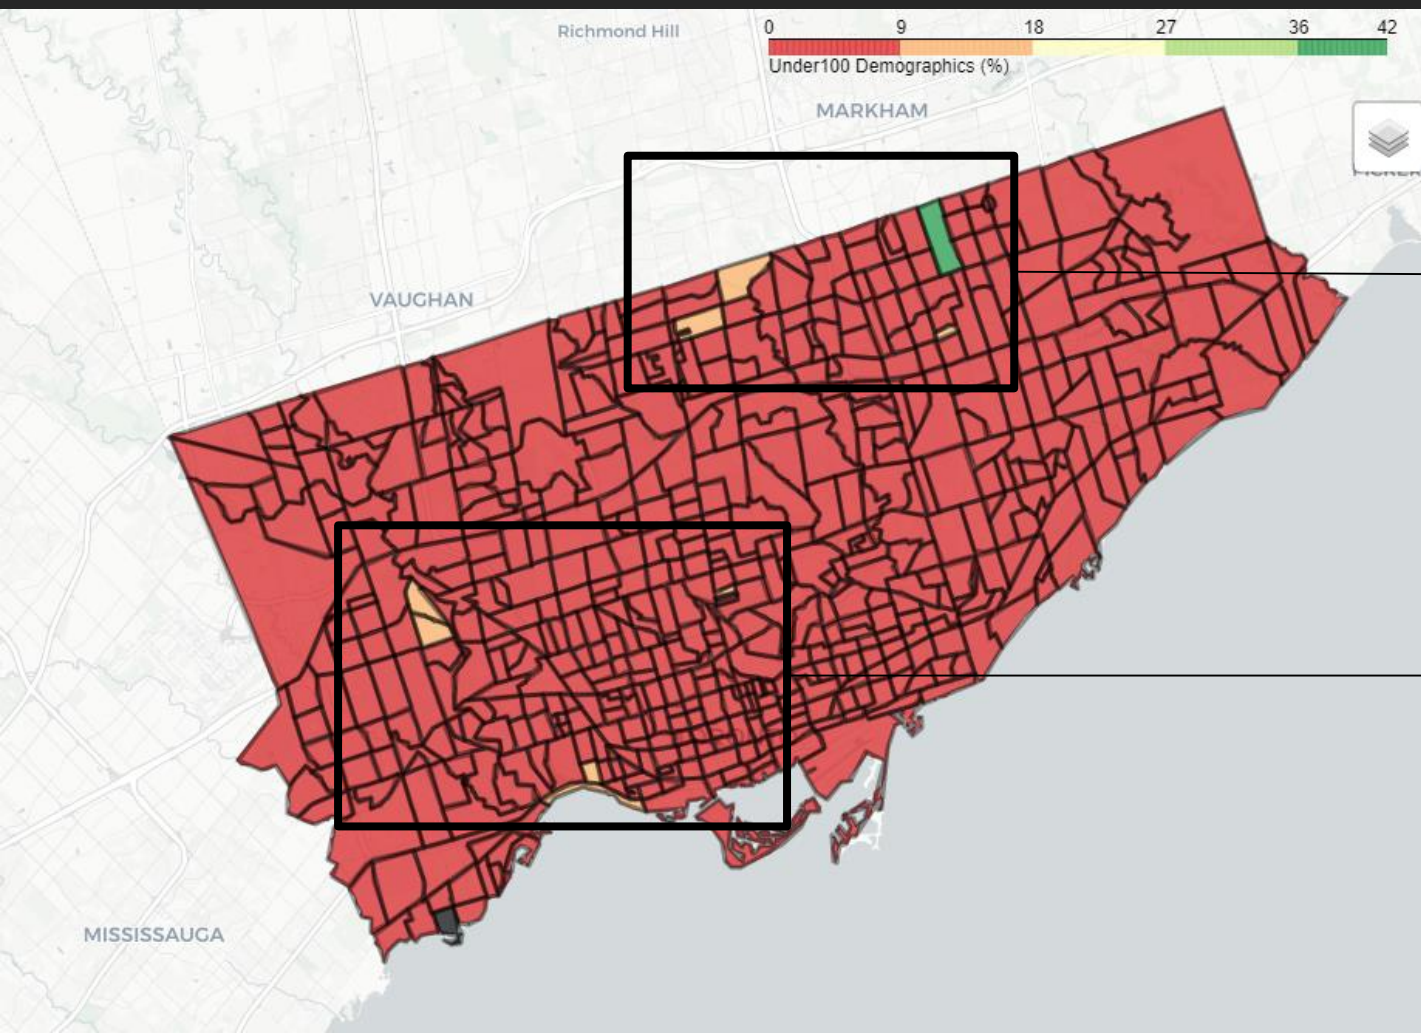 Richmond Hill
0 9 18 27 36 42
Under100 Demographics (%)
MARKHAM
VAUGHAN
MISSISSAUGA